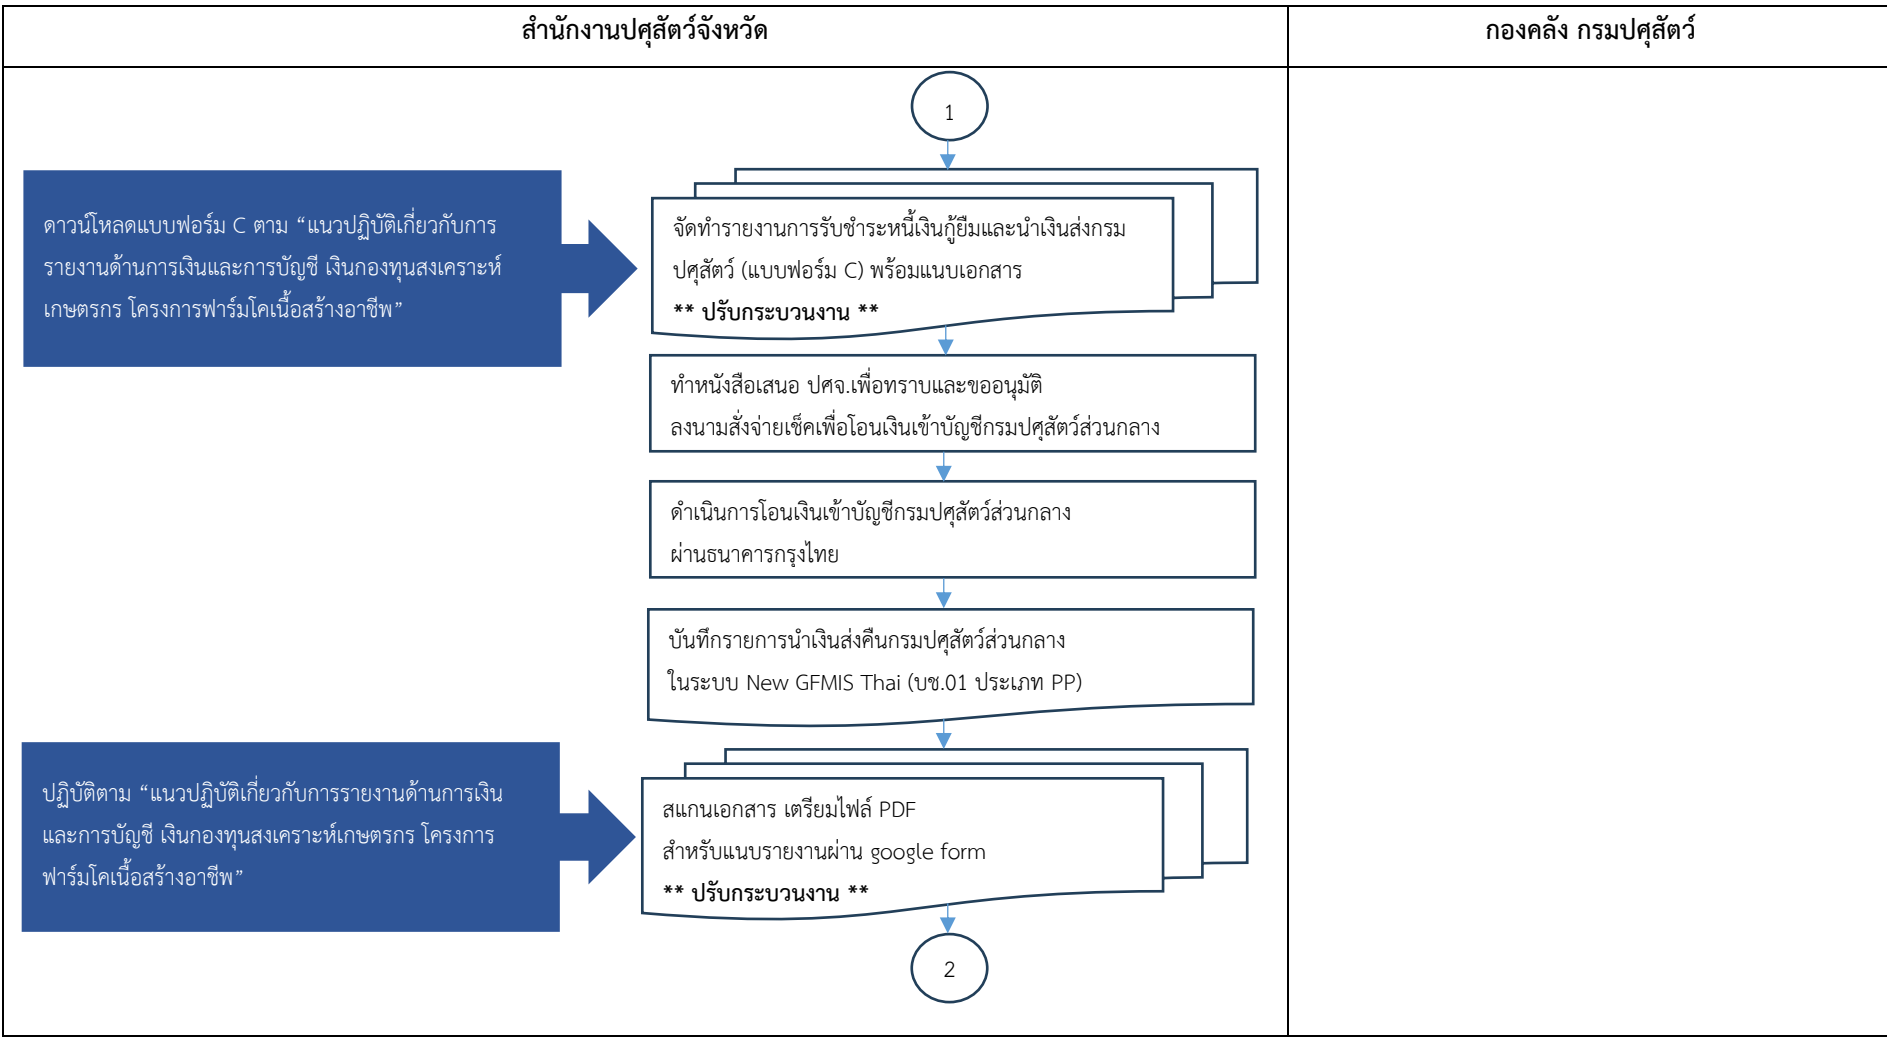 สำนักงานปศุสัตว์จังหวัด
กองคลัง กรมปศุสัตว์
1
ดาวน์โหลดแบบฟอร์ม C ตาม “แนวปฏิบัติเกี่ยวกับการ
รายงานด้านการเงินและการบัญชี เงินกองทุนสงเคราะห์
เกษตรกร โครงการฟาร์มโคเนื้อสร้างอาชีพ”
จัดทำรายงานการรับชำระหนี้เงินกู้ยืมและนำเงินส่งกรม
ปศุสัตว์ (แบบฟอร์ม C) พร้อมแนบเอกสาร
** ปรับกระบวนงาน **
ทำหนังสือเสนอ ปศจ.เพื่อทราบและขออนุมัติ
ลงนามสั่งจ่ายเช็คเพื่อโอนเงินเข้าบัญชีกรมปศุสัตว์ส่วนกลาง
ดำเนินการโอนเงินเข้าบัญชีกรมปศุสัตว์ส่วนกลาง
ผ่านธนาคารกรุงไทย
บันทึกรายการนำเงินส่งคืนกรมปศุสัตว์ส่วนกลาง
ในระบบ New GFMIS Thai (บช.01 ประเภท PP)
ปฏิบัติตาม “แนวปฏิบัติเกี่ยวกับการรายงานด้านการเงิน
และการบัญชี เงินกองทุนสงเคราะห์เกษตรกร โครงการ
ฟาร์มโคเนื้อสร้างอาชีพ”
สแกนเอกสาร เตรียมไฟล์ PDF
สำหรับแนบรายงานผ่าน google form
** ปรับกระบวนงาน **
2